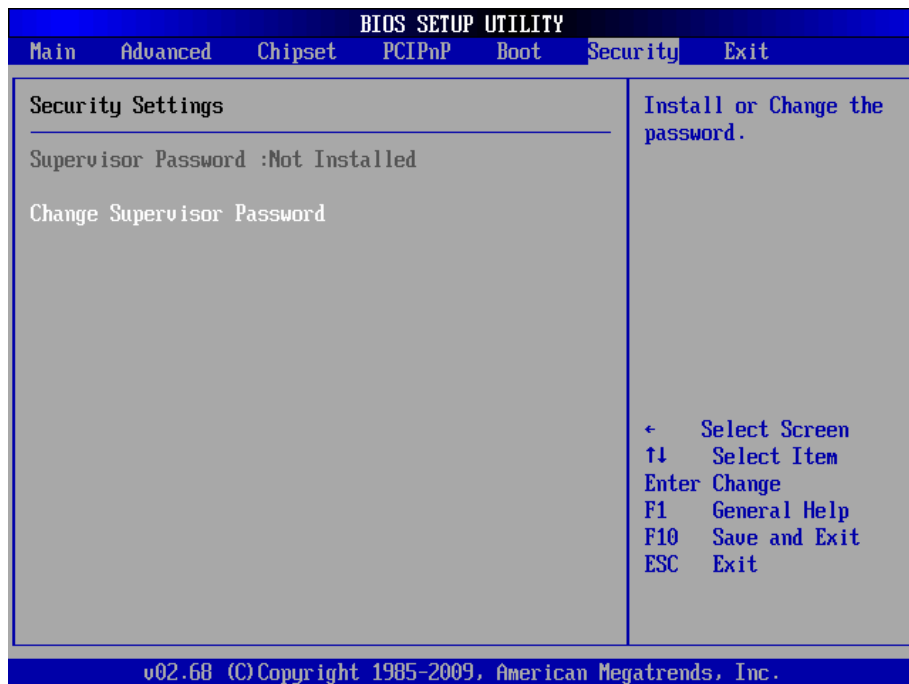 BIOS SETUP UTILITY
Main Advanced Chipset PCIPnP Boot Security Exit
Security Settings
Supervisor Password :Not Installed
Change Supervisor Password
Install or Change the
password.
← Select Screen
↑↓ Select Item
Enter Change
F1 General Help
F10 Save and Exit
ESC Exit
v02.68 (C)Copyright 1985-2009, American Megatrends, Inc.